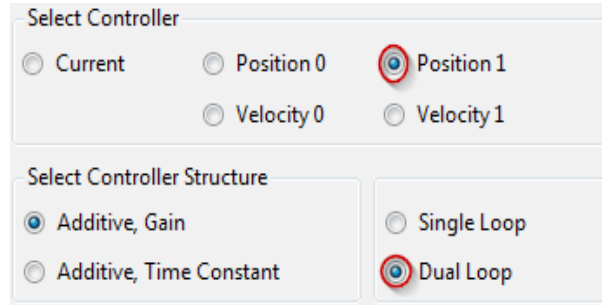 Select Controller
Current Position 0 Position 1
Velocity 0 Velocity 1
Select Controller Structure
Additive, Gain Single Loop
Additive, Time Constant Dual Loop